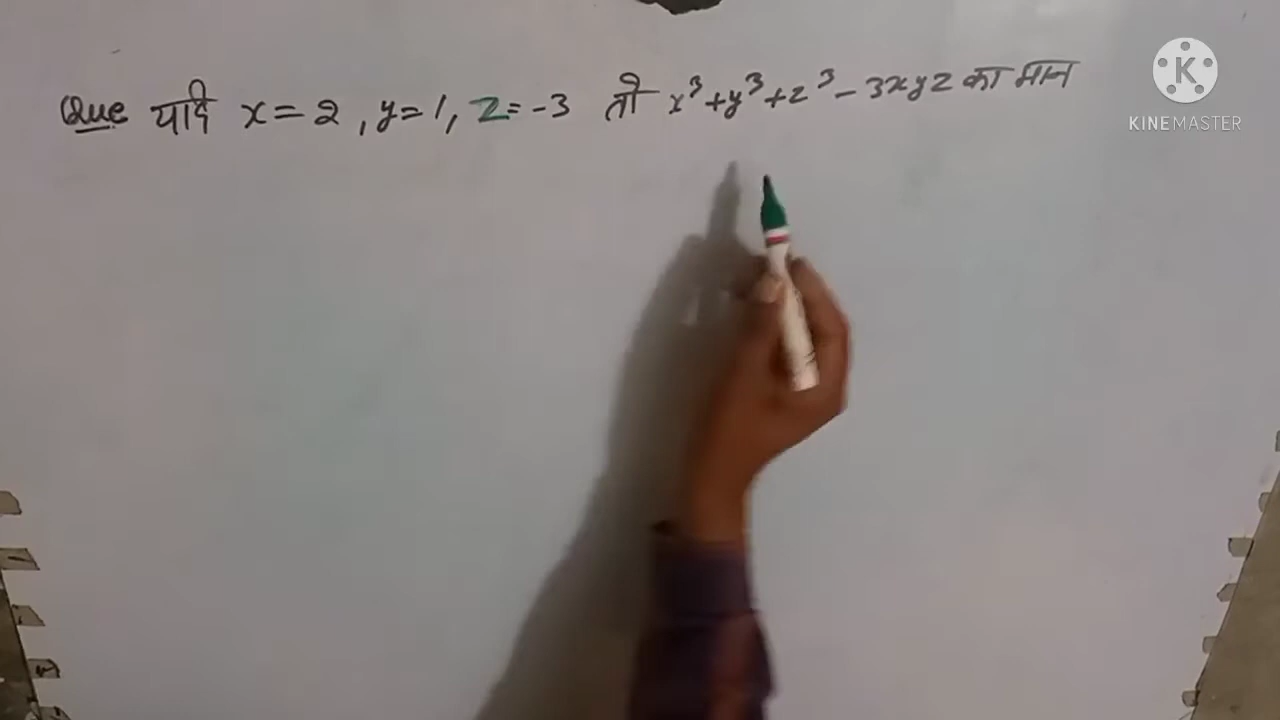 Que यदि x = 2 , y = 1, z = -3 तो x³ + y³ + z³ - 3xyz का मान
K
KINEMASTER